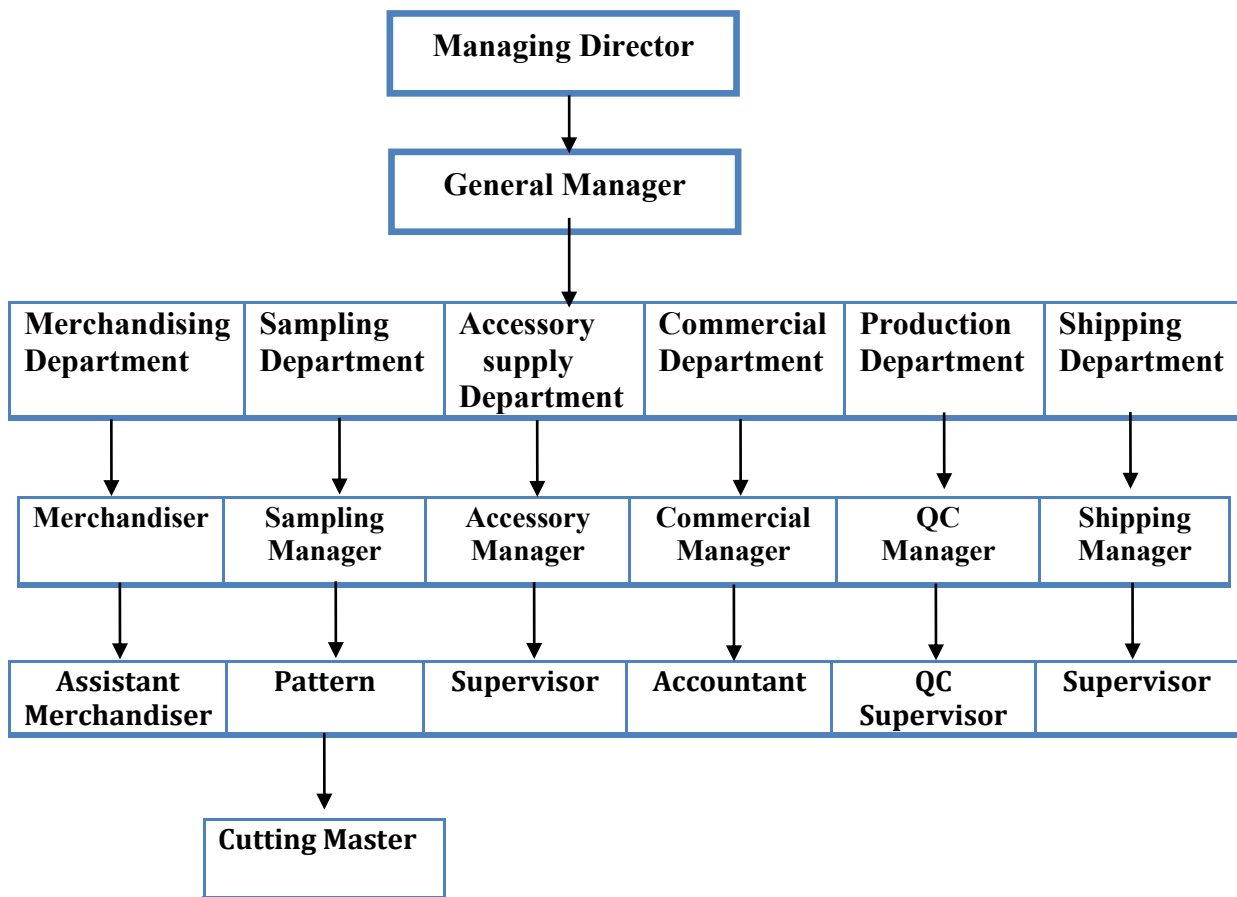 Managing Director
General Manager
Merchandising
Department
Sampling
Department
Accessory
supply
Department
Commercial
Department
Production
Department
Shipping
Department
Merchandiser
Sampling
Manager
Accessory
Manager
Commercial
Manager
QC
Manager
Shipping
Manager
Assistant
Merchandiser
Pattern
Supervisor
Accountant
QC
Supervisor
Supervisor
Cutting Master